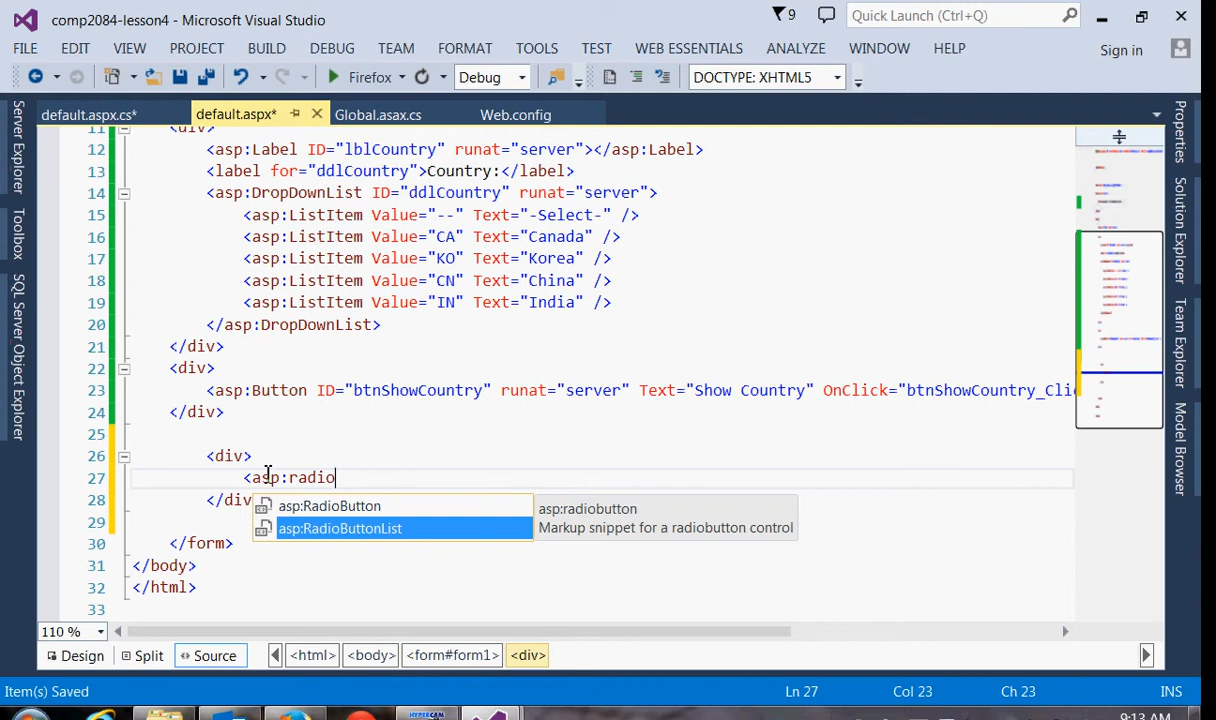 comp2084-lesson4 - Microsoft Visual Studio
9
Quick Launch (Ctrl+Q)
FILE EDIT VIEW PROJECT BUILD DEBUG TEAM FORMAT TOOLS TEST WEB ESSENTIALS ANALYZE WINDOW HELP
Sign in
Firefox Debug DOCTYPE: XHTML5
default.aspx.cs* default.aspx* Global.asax.cs Web.config
Server Explorer
Toolbox
SQL Server Object Explorer
Properties
Solution Explorer
Team Explorer
Model Browser
11 <div>
12 <asp:Label ID="lblCountry" runat="server"></asp:Label>
13 <label for="ddlCountry">Country:</label>
14 <asp:DropDownList ID="ddlCountry" runat="server">
15 <asp:ListItem Value="--" Text="-Select-" />
16 <asp:ListItem Value="CA" Text="Canada" />
17 <asp:ListItem Value="KO" Text="Korea" />
18 <asp:ListItem Value="CN" Text="China" />
19 <asp:ListItem Value="IN" Text="India" />
20 </asp:DropDownList>
21 </div>
22 <div>
23 <asp:Button ID="btnShowCountry" runat="server" Text="Show Country" OnClick="btnShowCountry_Clic
24 </div>
25
26 <div>
27 <asp:radio
28 </div
asp:RadioButton
asp:RadioButtonList
asp:radiobutton
Markup snippet for a radiobutton control
29
30 </form>
31 </body>
32 </html>
33
110 %
Design Split Source <html> <body> <form#form1> <div>
Item(s) Saved Ln 27 Col 23 Ch 23 INS
HYPERCAM
9:13 AM